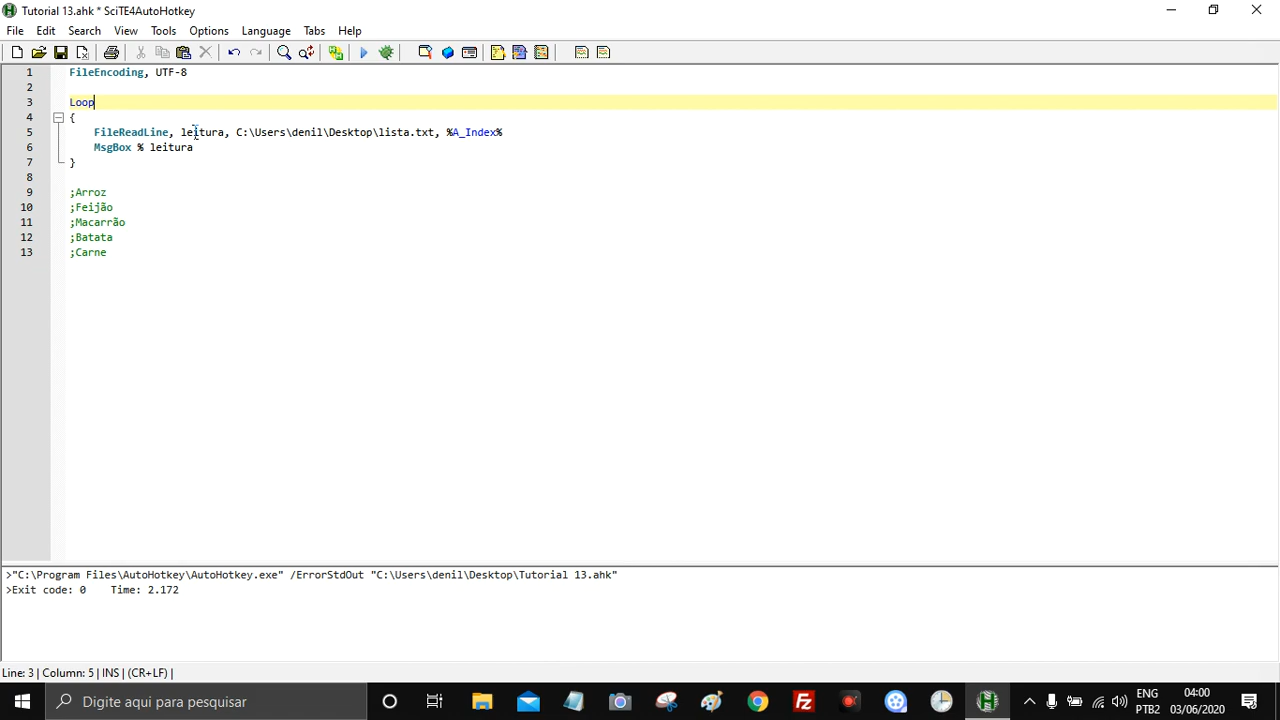 Tutorial 13.ahk * SciTE4AutoHotkey
File Edit Search View Tools Options Language Tabs Help
1 FileEncoding, UTF-8
2
3 Loop
4 {
5 FileReadLine, leitura, C:\Users\denil\Desktop\lista.txt, %A_Index%
6 MsgBox % leitura
7 }
8
9 ;Arroz
10 ;Feijão
11 ;Macarrão
12 ;Batata
13 ;Carne
>"C:\Program Files\AutoHotkey\AutoHotkey.exe" /ErrorStdOut "C:\Users\denil\Desktop\Tutorial 13.ahk"
>Exit code: 0 Time: 2.172
Line: 3 | Column: 5 | INS | (CR+LF) |
Digite aqui para pesquisar
ENG 04:00
PTB2 03/06/2020